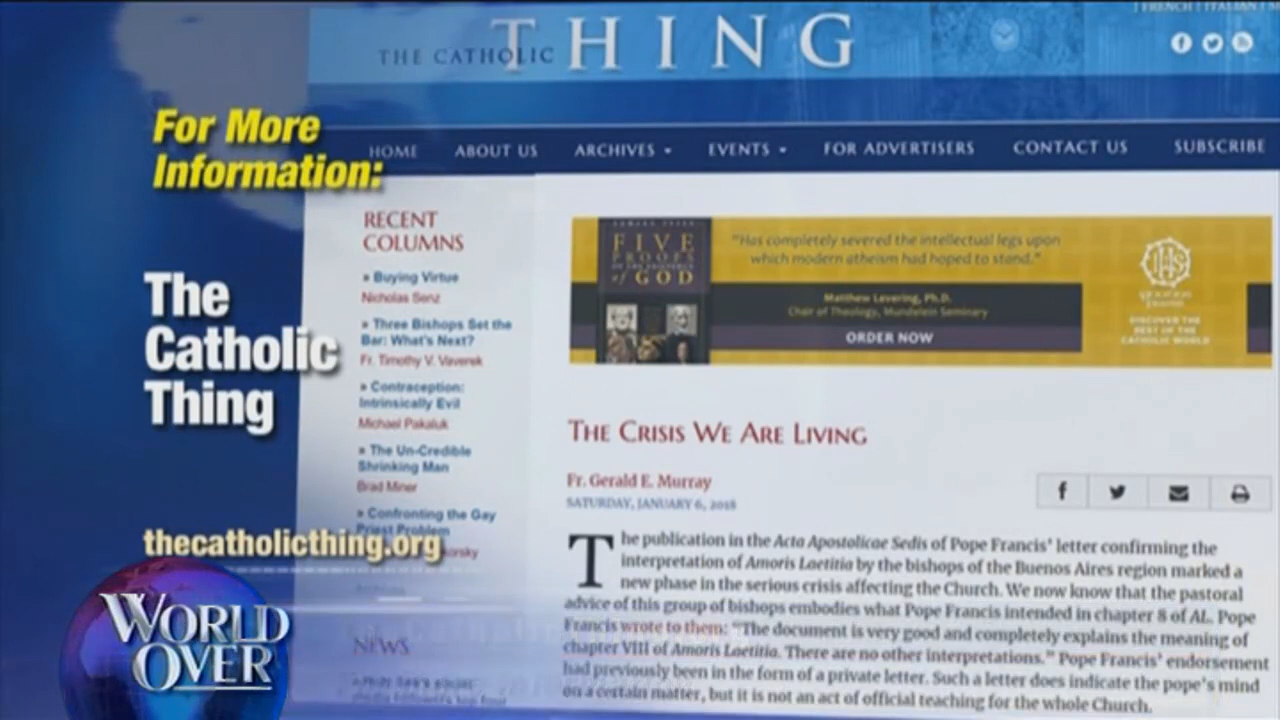 | FRENCH | ITALIAN |
THE CATHOLIC THING
For More
Information:
The
Catholic
Thing
thecatholicthing.org
WORLD
OVER
HOME ABOUT US ARCHIVES EVENTS FOR ADVERTISERS CONTACT US SUBSCRIBE
RECENT
COLUMNS
» Buying Virtue
Nicholas Senz
» Three Bishops Set the
Bar: What's Next?
Fr. Timothy V. Vaverek
» Contraception:
Intrinsically Evil
Michael Pakaluk
» The Un-Credible
Shrinking Man
Brad Miner
» Confronting the Gay
Priest Problem
NEWS
FIVE
PROOFS
of GOD
"Has completely severed the intellectual legs upon
which modern atheism had hoped to stand."
Matthew Levering, Ph.D.
Chair of Theology, Mundelein Seminary
ORDER NOW
IHS
DISCOVER THE
BEST OF THE
CATHOLIC WORLD
THE CRISIS WE ARE LIVING
Fr. Gerald E. Murray
SATURDAY, JANUARY 6, 2018
The publication in the Acta Apostolicae Sedis of Pope Francis' letter confirming the
interpretation of Amoris Laetitia by the bishops of the Buenos Aires region marked a
new phase in the serious crisis affecting the Church. We now know that the pastoral
advice of this group of bishops embodies what Pope Francis intended in chapter 8 of AL. Pope
Francis wrote to them: "The document is very good and completely explains the meaning of
chapter VIII of Amoris Laetitia. There are no other interpretations." Pope Francis' endorsement
had previously been in the form of a private letter. Such a letter does indicate the pope's mind
on a certain matter, but it is not an act of official teaching for the whole Church.